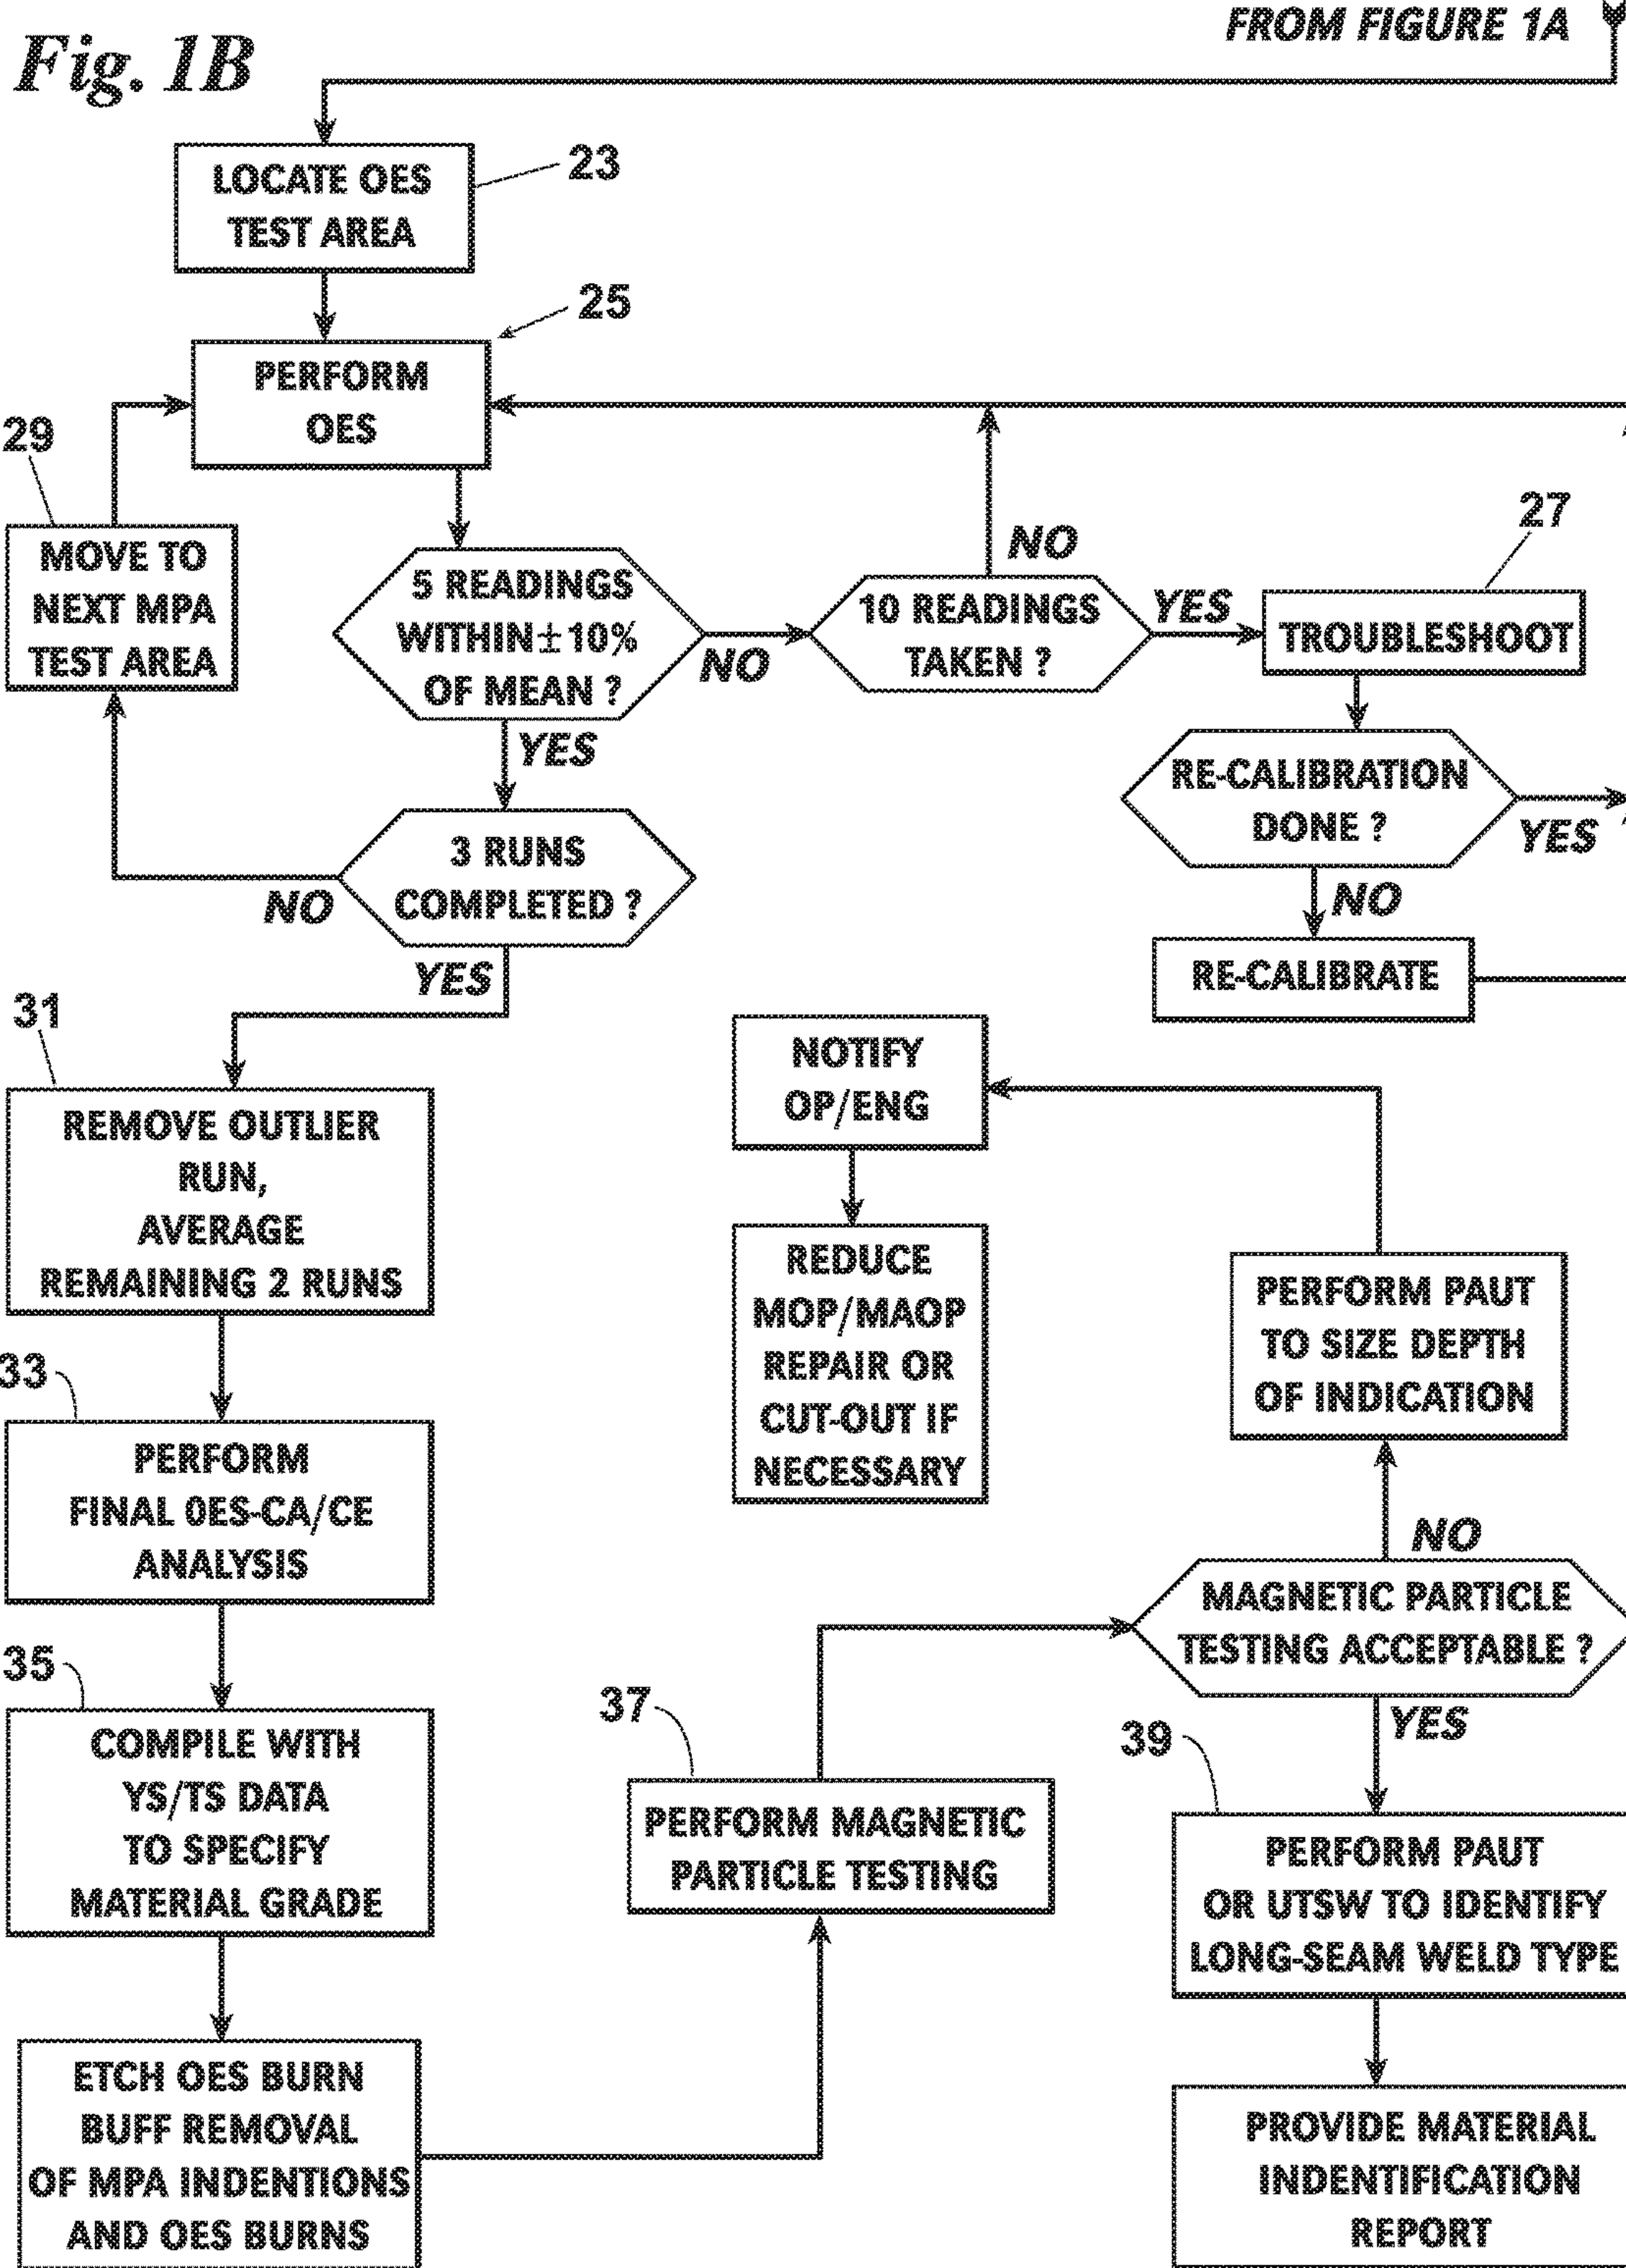 FROM FIGURE 1A
Fig. 1B
LOCATE OES
TEST AREA
23
PERFORM
OES
25
29
MOVE TO
NEXT MPA
TEST AREA
5 READINGS
WITHIN ±10%
OF MEAN ?
NO
10 READINGS
TAKEN ?
NO
YES
27
TROUBLESHOOT
YES
RE-CALIBRATION
DONE ?
YES
NO
RE-CALIBRATE
3 RUNS
COMPLETED ?
NO
YES
31
REMOVE OUTLIER
RUN,
AVERAGE
REMAINING 2 RUNS
33
PERFORM
FINAL OES-CA/CE
ANALYSIS
35
COMPILE WITH
YS/TS DATA
TO SPECIFY
MATERIAL GRADE
ETCH OES BURN
BUFF REMOVAL
OF MPA INDENTIONS
AND OES BURNS
37
PERFORM MAGNETIC
PARTICLE TESTING
MAGNETIC PARTICLE
TESTING ACCEPTABLE ?
NO
PERFORM PAUT
TO SIZE DEPTH
OF INDICATION
NOTIFY
OP/ENG
REDUCE
MOP/MAOP
REPAIR OR
CUT-OUT IF
NECESSARY
YES
39
PERFORM PAUT
OR UTSW TO IDENTIFY
LONG-SEAM WELD TYPE
PROVIDE MATERIAL
INDENTIFICATION
REPORT